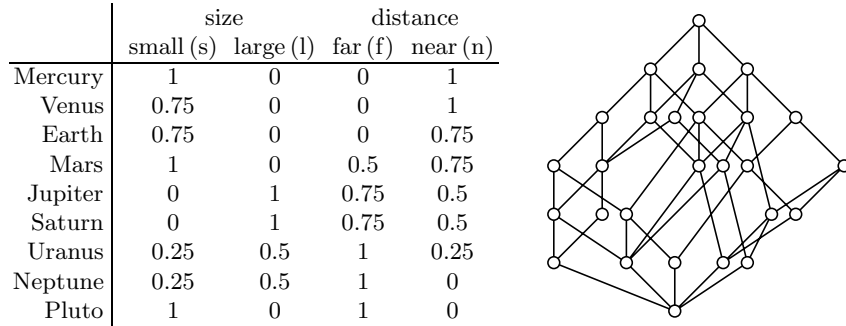 size distance
small (s) large (l) far (f) near (n)
Mercury 1 0 0 1
Venus 0.75 0 0 1
Earth 0.75 0 0 0.75
Mars 1 0 0.5 0.75
Jupiter 0 1 0.75 0.5
Saturn 0 1 0.75 0.5
Uranus 0.25 0.5 1 0.25
Neptune 0.25 0.5 1 0
Pluto 1 0 1 0